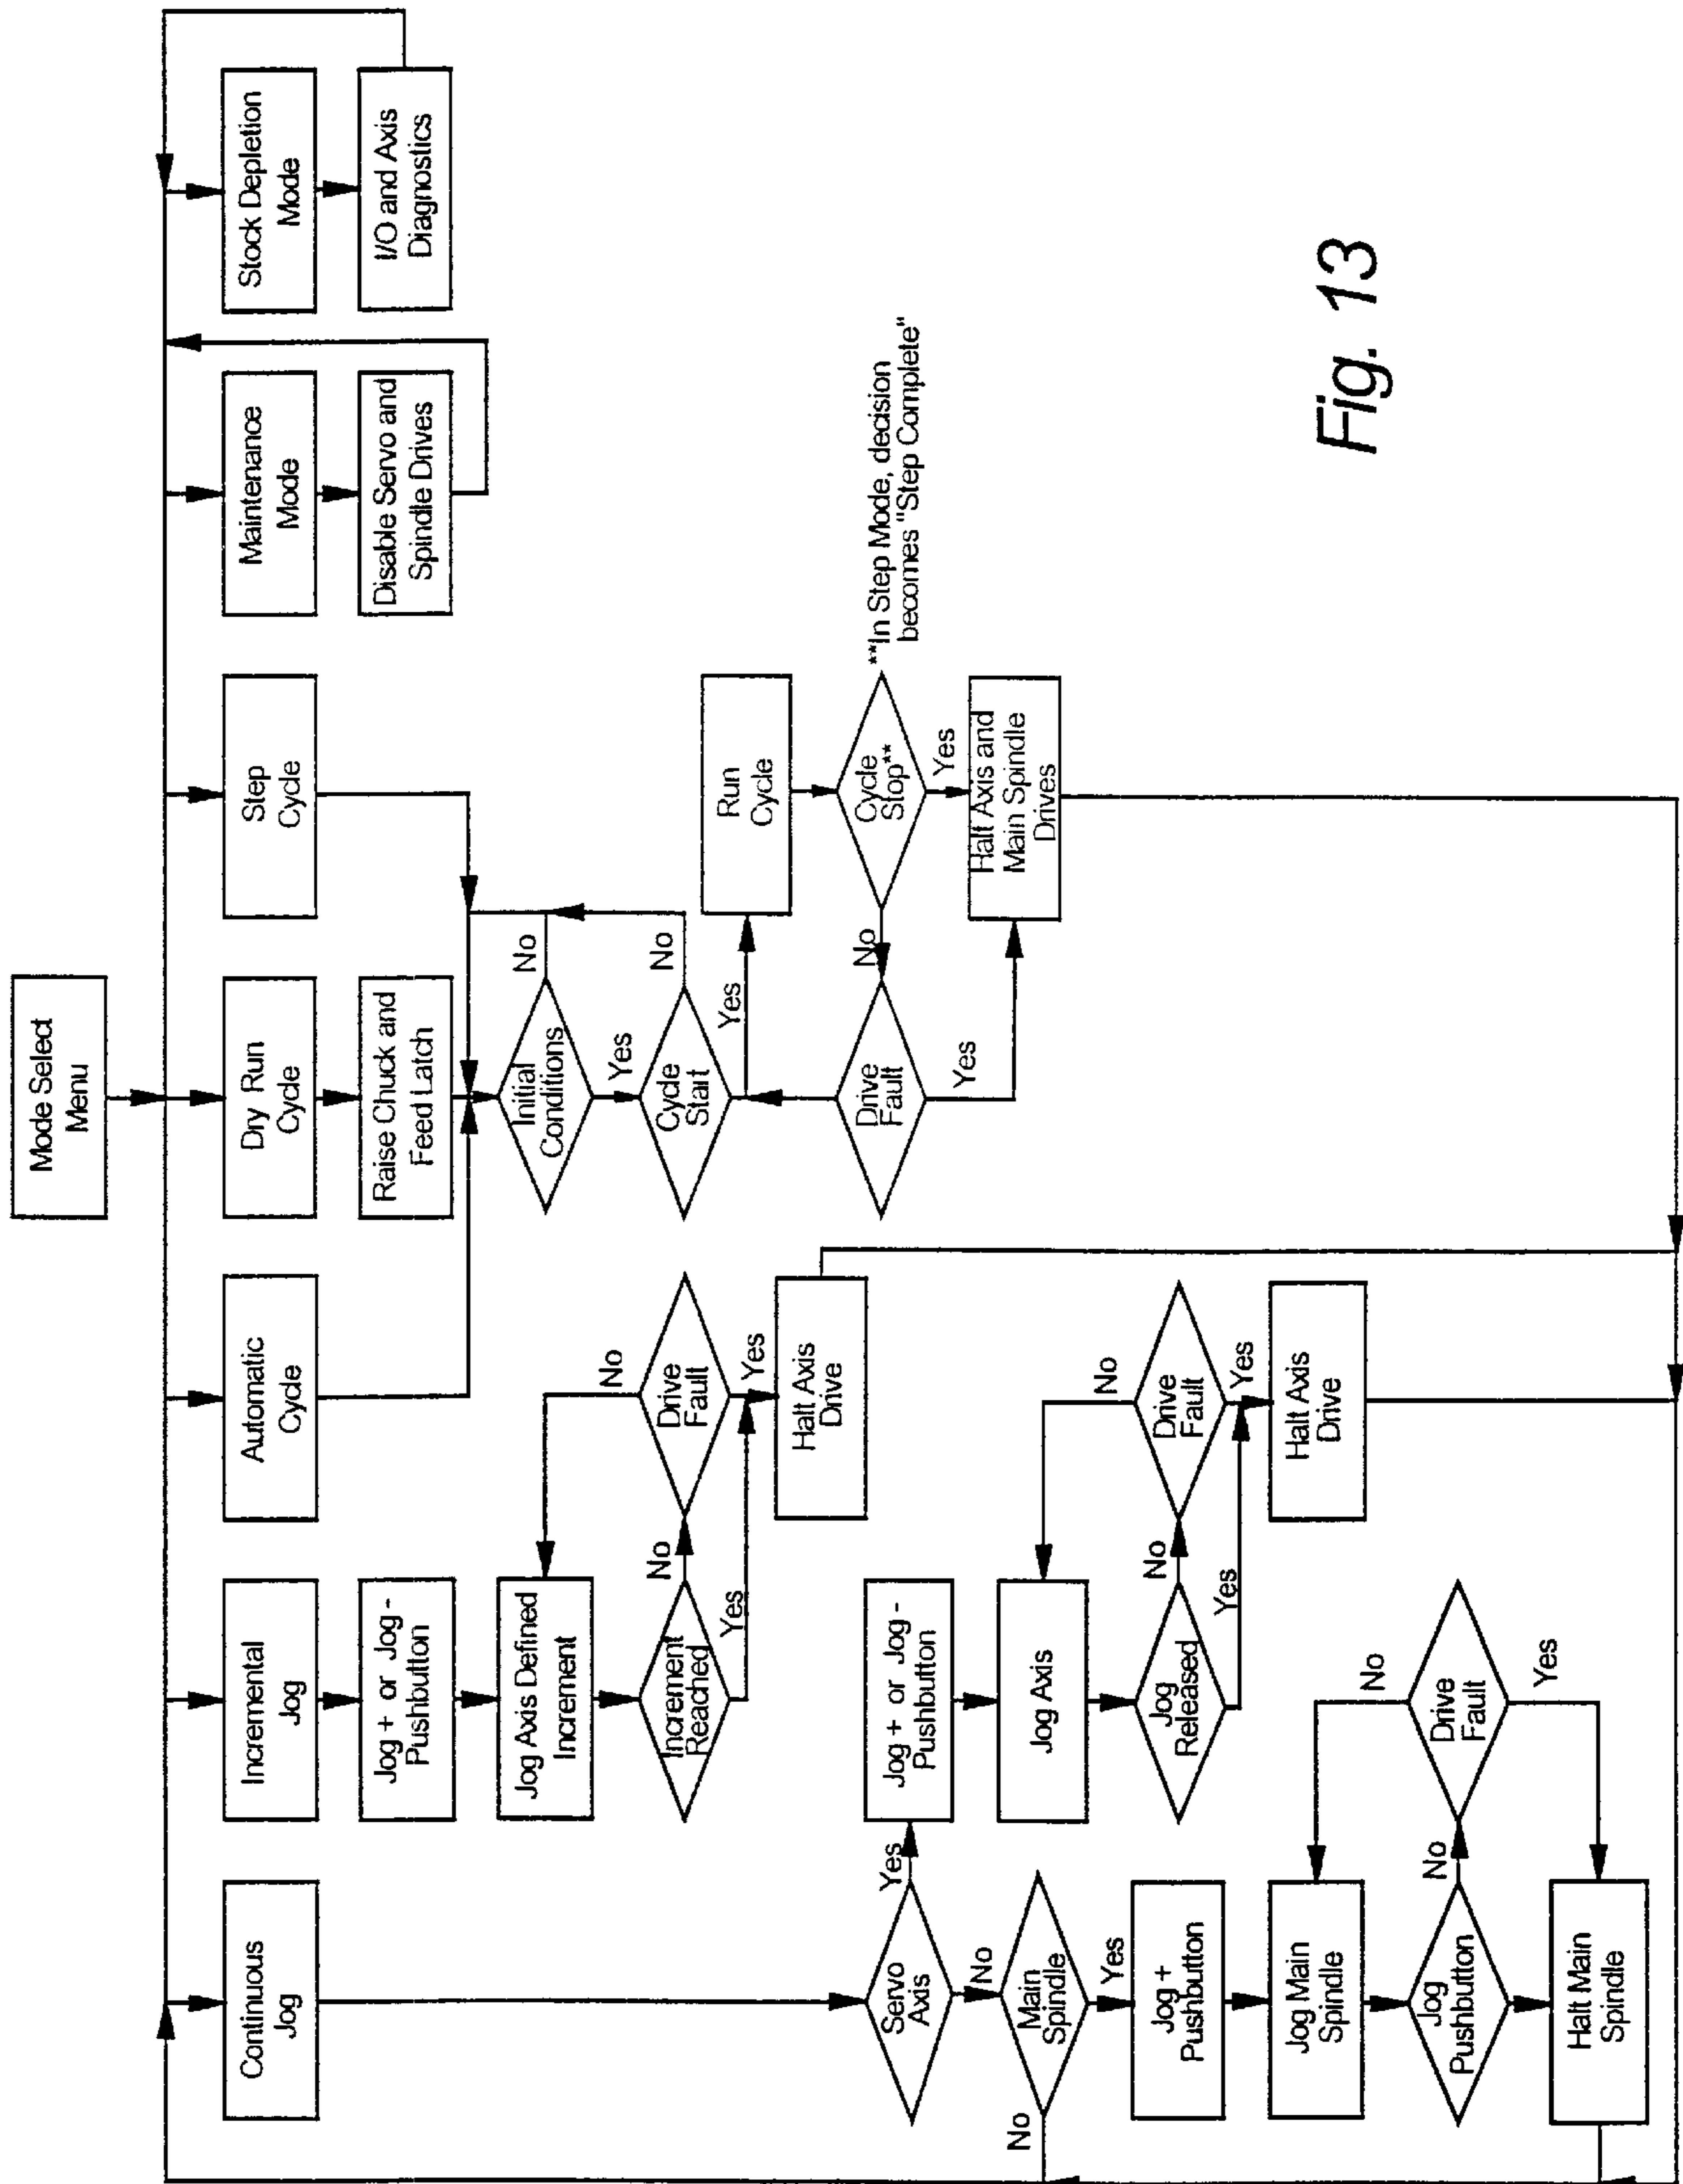 Mode Select
Menu
Continuous
Jog
Incremental
Jog
Automatic
Cycle
Dry Run
Cycle
Step
Cycle
Maintenance
Mode
Stock Depletion
Mode
Jog + or Jog -
Pushbutton
Raise Chuck and
Feed Latch
Disable Servo and
Spindle Drives
I/O and Axis
Diagnostics
Jog Axis Defined
Increment
No
Initial
Conditions
No
Yes
Increment
Reached
No
Yes
Drive
Fault
Yes
Cycle
Start
No
Yes
Run
Cycle
Halt Axis
Drive
Servo
Axis
Yes
No
Jog + or Jog -
Pushbutton
Drive
Fault
No
Yes
Cycle
Stop**
Yes
**In Step Mode, decision
becomes "Step Complete"
Halt Axis and
Main Spindle
Drives
Main
Spindle
No
Yes
Jog Axis
No
Jog +
Pushbutton
Jog
Released
No
Yes
Drive
Fault
Yes
Jog Main
Spindle
No
Halt Axis
Drive
Jog
Pushbutton
No
Drive
Fault
Yes
Halt Main
Spindle
Fig. 13